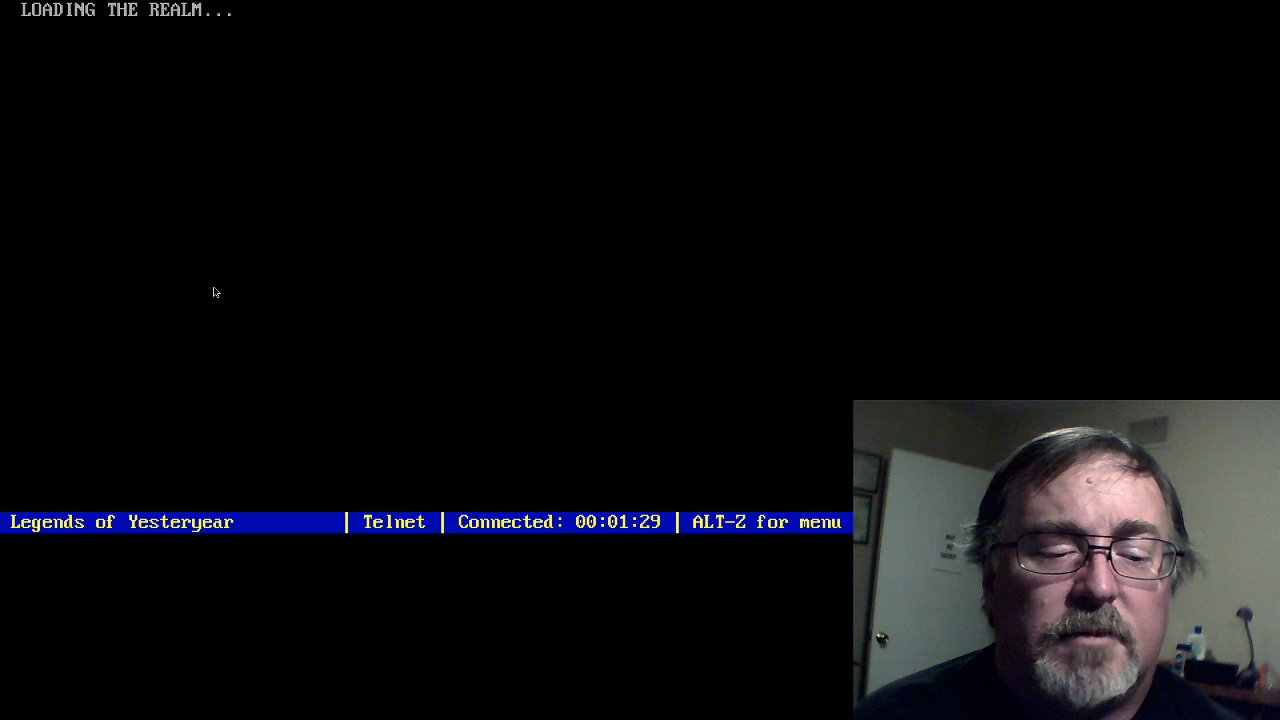 LOADING THE REALM...
Legends of Yesteryear | Telnet | Connected: 00:01:29 | ALT-Z for menu